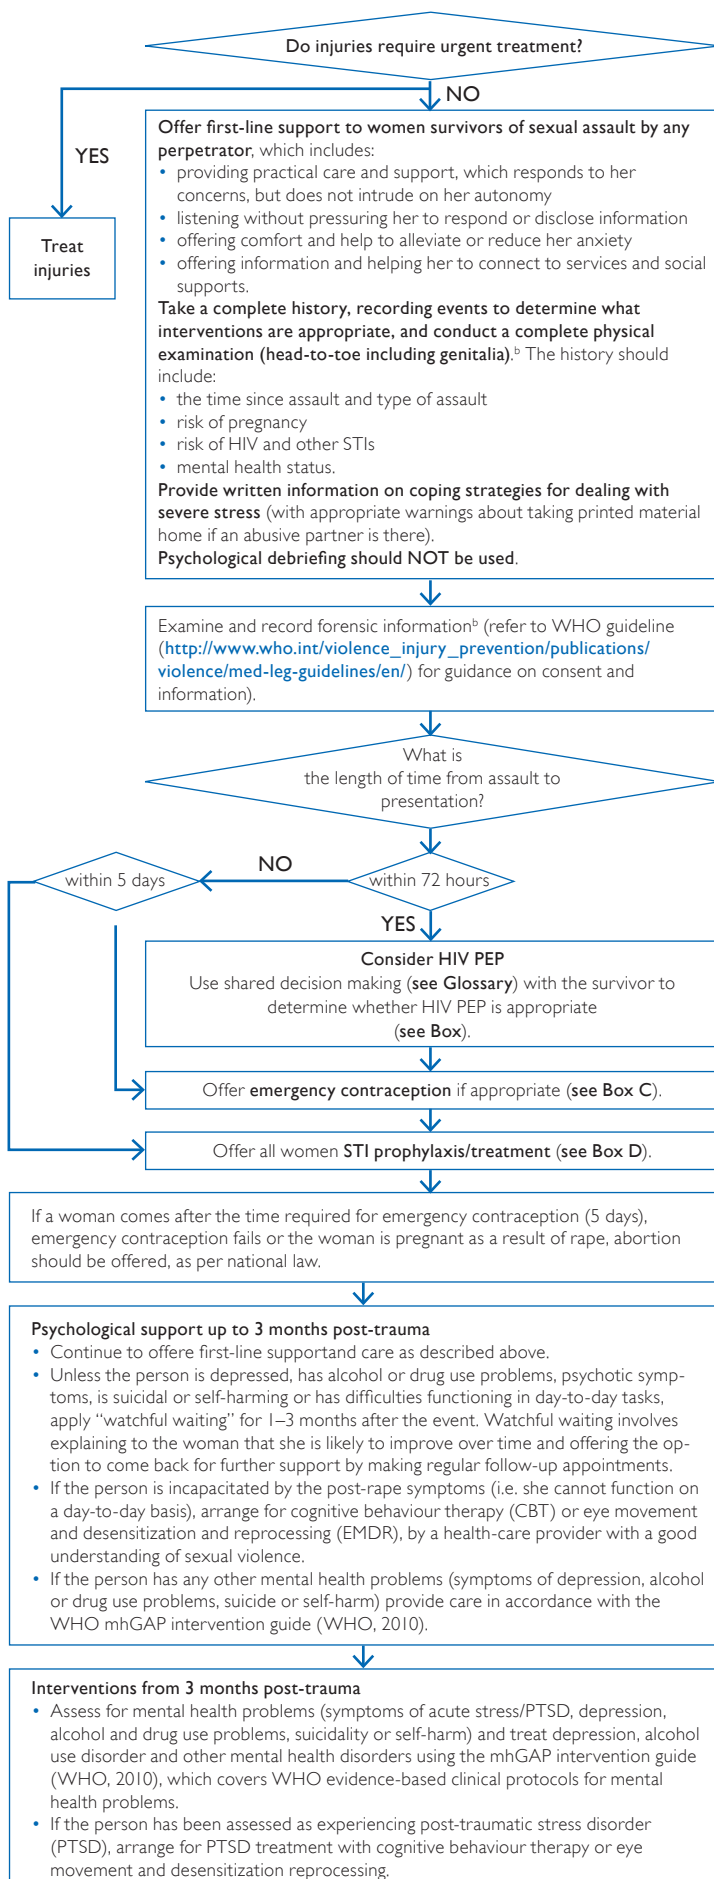 Do injuries require urgent treatment?
NO
YES
Treat
injuries
Offer first-line support to women survivors of sexual assault by any
perpetrator, which includes:
• providing practical care and support, which responds to her
concerns, but does not intrude on her autonomy
• listening without pressuring her to respond or disclose information
• offering comfort and help to alleviate or reduce her anxiety
• offering information and helping her to connect to services and social
supports.
Take a complete history, recording events to determine what
interventions are appropriate, and conduct a complete physical
examination (head-to-toe including genitalia).b The history should
include:
• the time since assault and type of assault
• risk of pregnancy
• risk of HIV and other STIs
• mental health status.
Provide written information on coping strategies for dealing with
severe stress (with appropriate warnings about taking printed material
home if an abusive partner is there).
Psychological debriefing should NOT be used.
Examine and record forensic informationb (refer to WHO guideline
(http://www.who.int/violence_injury_prevention/publications/
violence/med-leg-guidelines/en/) for guidance on consent and
information).
What is
the length of time from assault to
presentation?
within 5 days
NO
within 72 hours
YES
Consider HIV PEP
Use shared decision making (see Glossary) with the survivor to
determine whether HIV PEP is appropriate
(see Box).
Offer emergency contraception if appropriate (see Box C).
Offer all women STI prophylaxis/treatment (see Box D).
If a woman comes after the time required for emergency contraception (5 days),
emergency contraception fails or the woman is pregnant as a result of rape, abortion
should be offered, as per national law.
Psychological support up to 3 months post-trauma
• Continue to offere first-line supportand care as described above.
• Unless the person is depressed, has alcohol or drug use problems, psychotic symp-
toms, is suicidal or self-harming or has difficulties functioning in day-to-day tasks,
apply “watchful waiting” for 1–3 months after the event. Watchful waiting involves
explaining to the woman that she is likely to improve over time and offering the op-
tion to come back for further support by making regular follow-up appointments.
• If the person is incapacitated by the post-rape symptoms (i.e. she cannot function on
a day-to-day basis), arrange for cognitive behaviour therapy (CBT) or eye movement
and desensitization and reprocessing (EMDR), by a health-care provider with a good
understanding of sexual violence.
• If the person has any other mental health problems (symptoms of depression, alcohol
or drug use problems, suicide or self-harm) provide care in accordance with the
WHO mhGAP intervention guide (WHO, 2010).
Interventions from 3 months post-trauma
• Assess for mental health problems (symptoms of acute stress/PTSD, depression,
alcohol and drug use problems, suicidality or self-harm) and treat depression, alcohol
use disorder and other mental health disorders using the mhGAP intervention guide
(WHO, 2010), which covers WHO evidence-based clinical protocols for mental
health problems.
• If the person has been assessed as experiencing post-traumatic stress disorder
(PTSD), arrange for PTSD treatment with cognitive behaviour therapy or eye
movement and desensitization reprocessing.